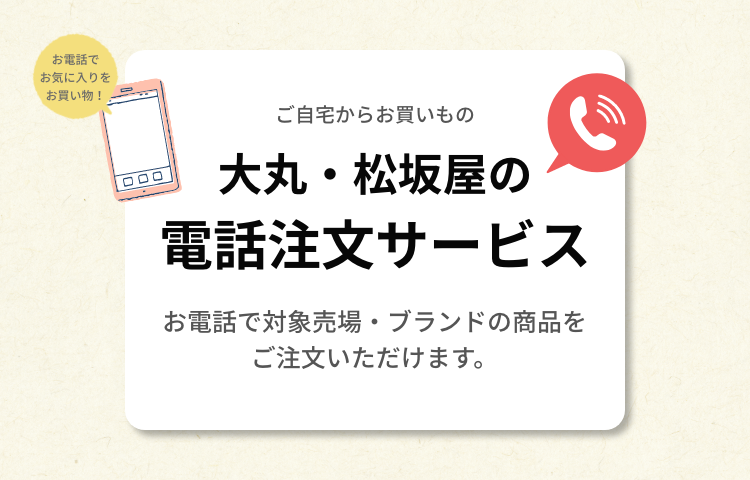 お電話で
お気に入りを
お買い物！
ご自宅からお買いもの
大丸・松坂屋の
電話注文サービス
お電話で対象売場・ブランドの商品を
ご注文いただけます。